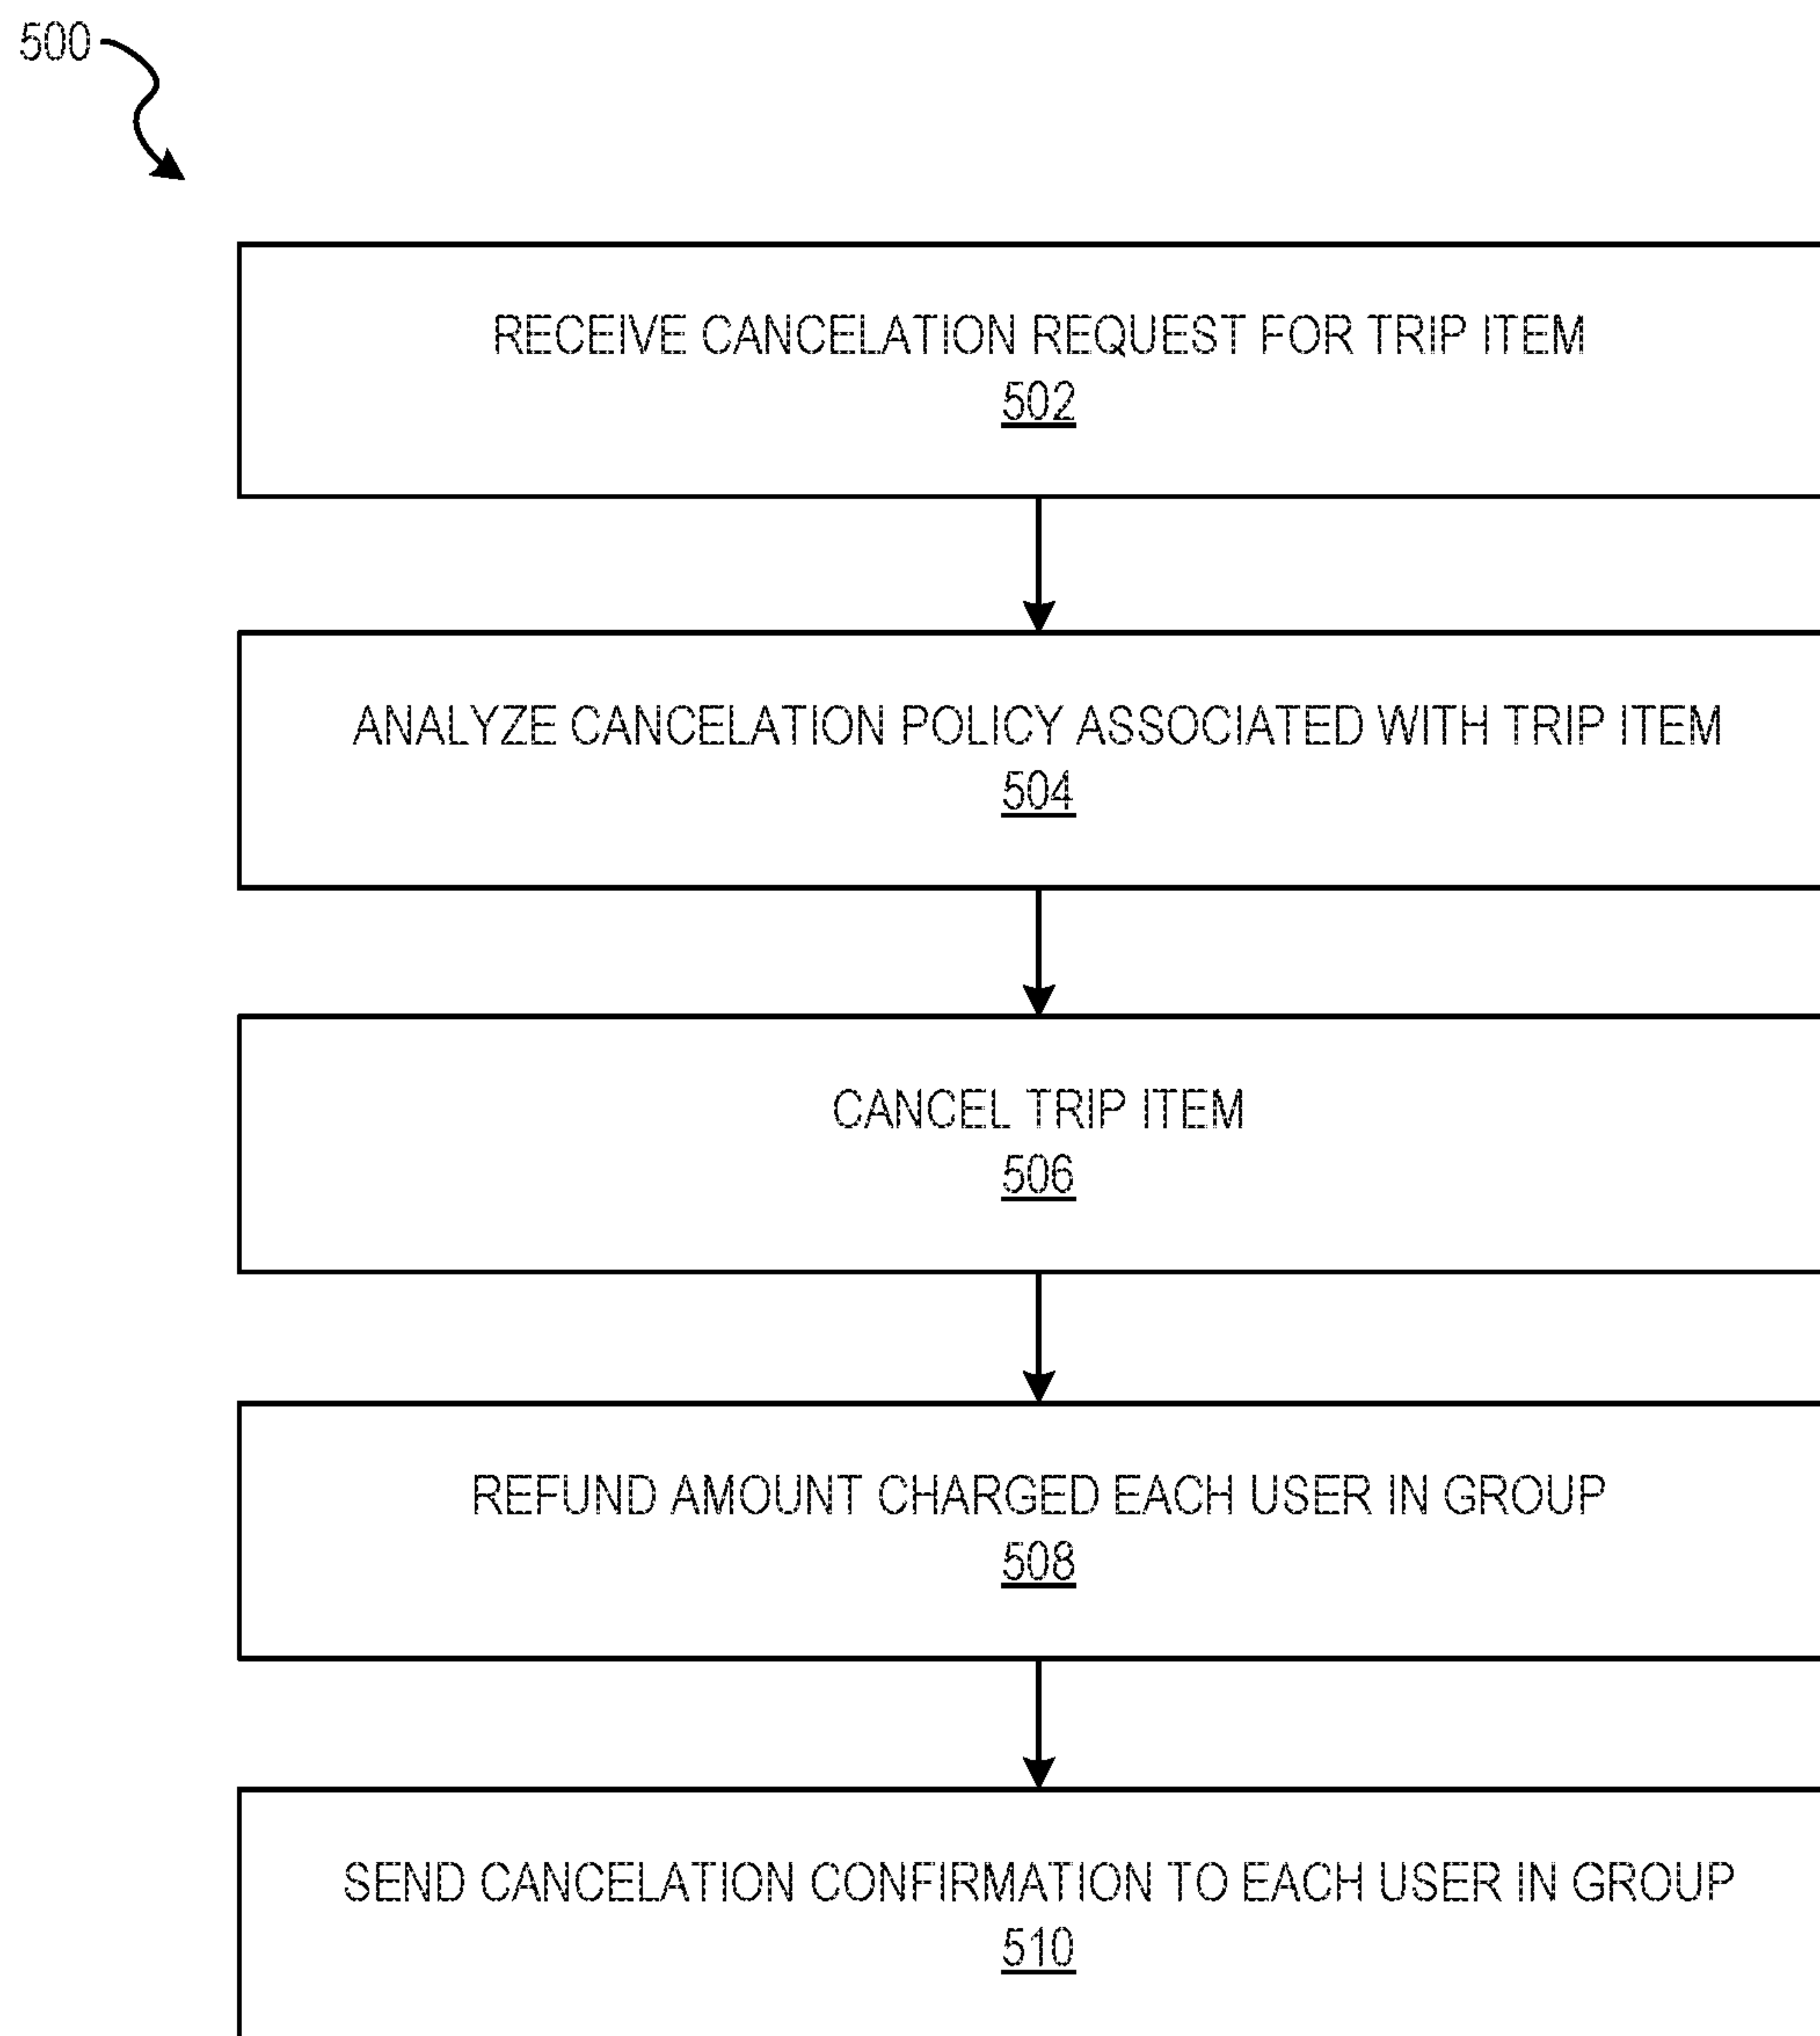 500
RECEIVE CANCELATION REQUEST FOR TRIP ITEM
502
ANALYZE CANCELATION POLICY ASSOCIATED WITH TRIP ITEM
504
CANCEL TRIP ITEM
506
REFUND AMOUNT CHARGED EACH USER IN GROUP
508
SEND CANCELATION CONFIRMATION TO EACH USER IN GROUP
510